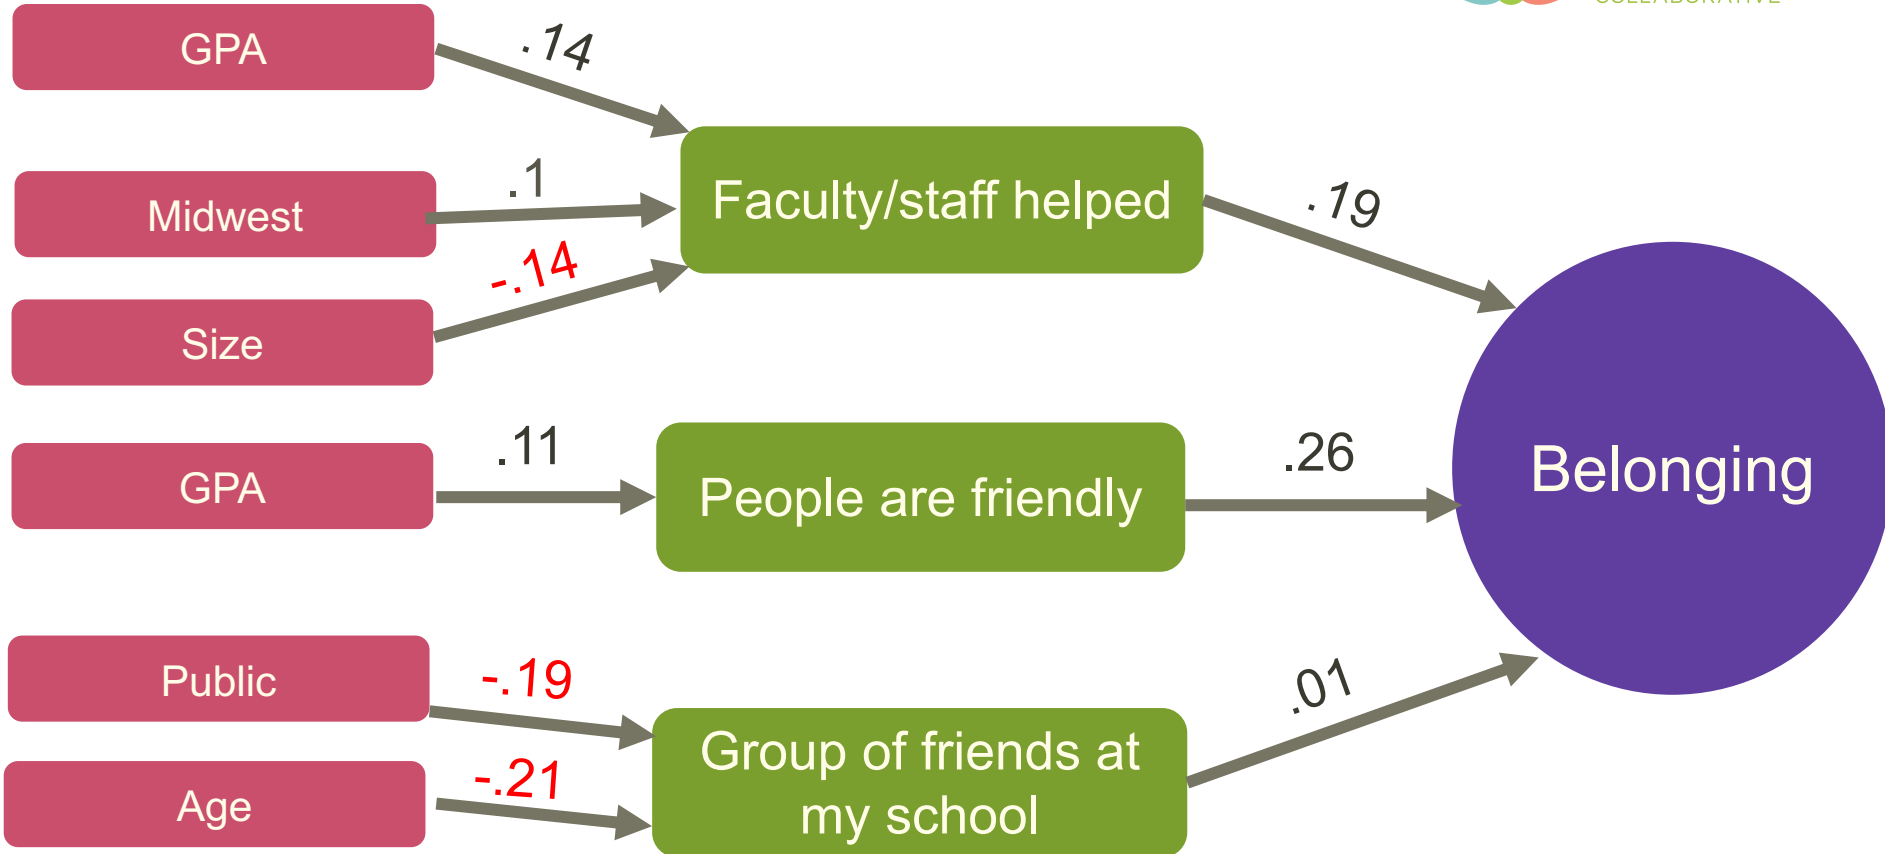 COLLABORATIVE
GPA
.14
Midwest
.1
Faculty/staff helped
.19
Size
-.14
GPA
.11
People are friendly
.26
Belonging
Public
-.19
Group of friends at
my school
.01
Age
-.21